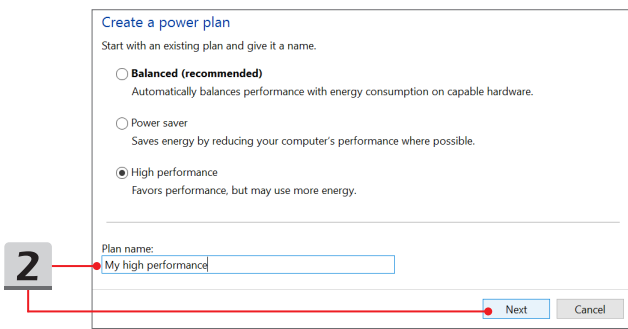 Create a power plan
Start with an existing plan and give it a name.
Balanced (recommended)
Automatically balances performance with energy consumption on capable hardware.
Power saver
Saves energy by reducing your computer's performance where possible.
High performance
Favors performance, but may use more energy.
Plan name:
My high performance
2
Next Cancel